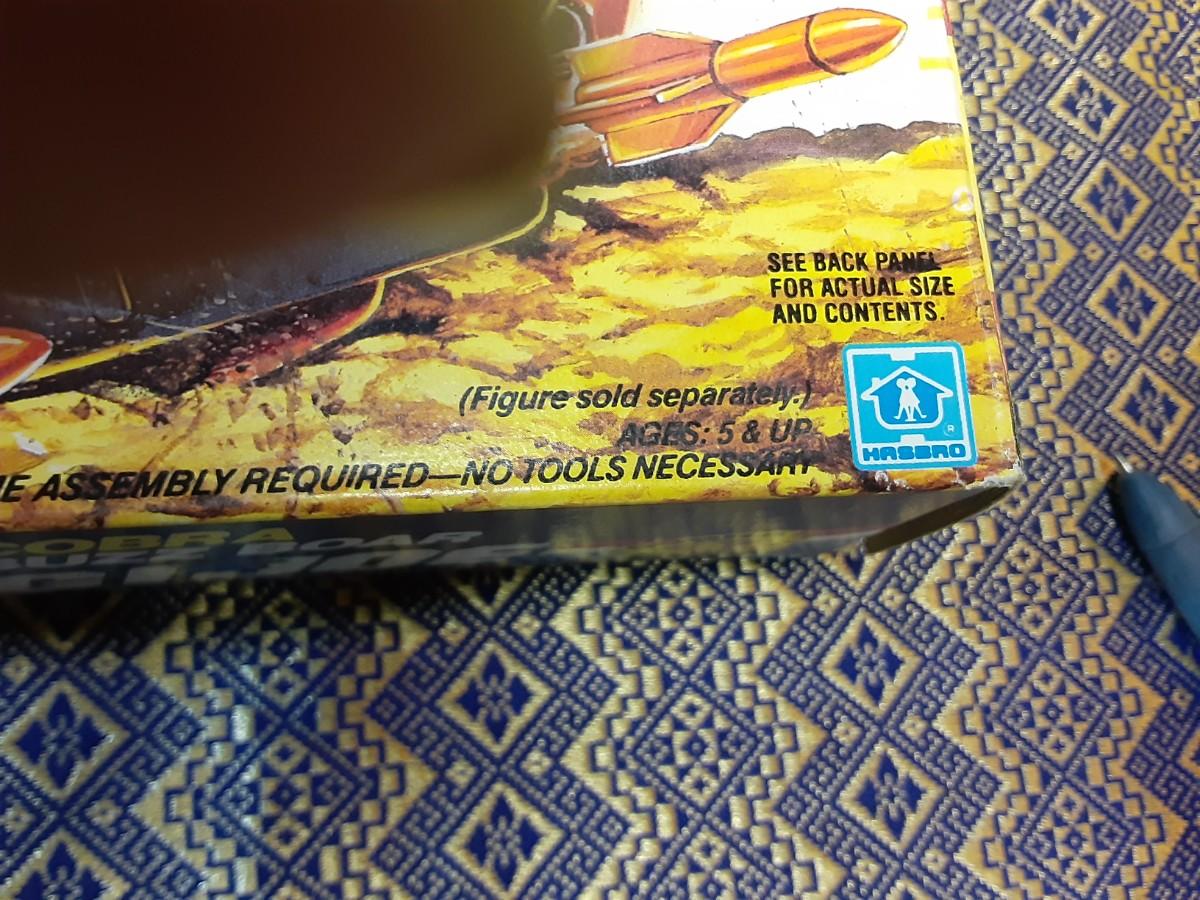 SEE BACK PANEL
FOR ACTUAL SIZE
AND CONTENTS.
(Figure sold separately.)
AGES: 5 & UP
ASSEMBLY REQUIRED—NO TOOLS NECESSARY
HASBRO
®
COBRA